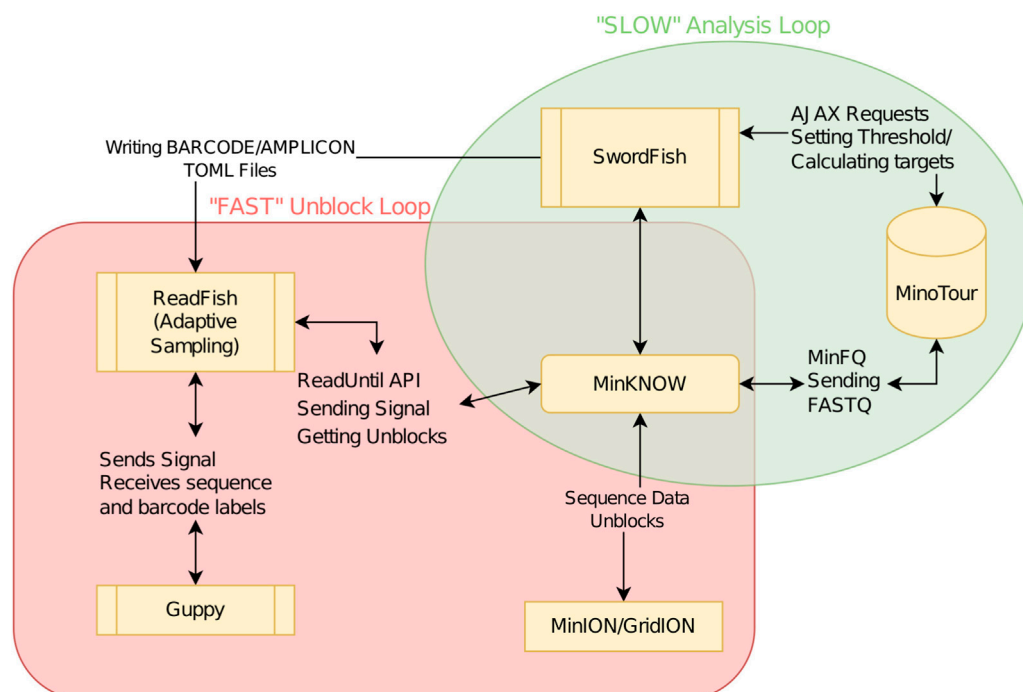 "SLOW" Analysis Loop
AJAX Requests
Setting Threshold/
Calculating targets
SwordFish
Writing BARCODE/AMPLICON
TOML Files
"FAST" Unblock Loop
MinoTour
ReadFish
(Adaptive
Sampling)
ReadUntil API
Sending Signal
Getting Unblocks
MinKNOW
MinFQ
Sending
FASTQ
Sends Signal
Receives sequence
and barcode labels
Sequence Data
Unblocks
Guppy
MinION/GridION